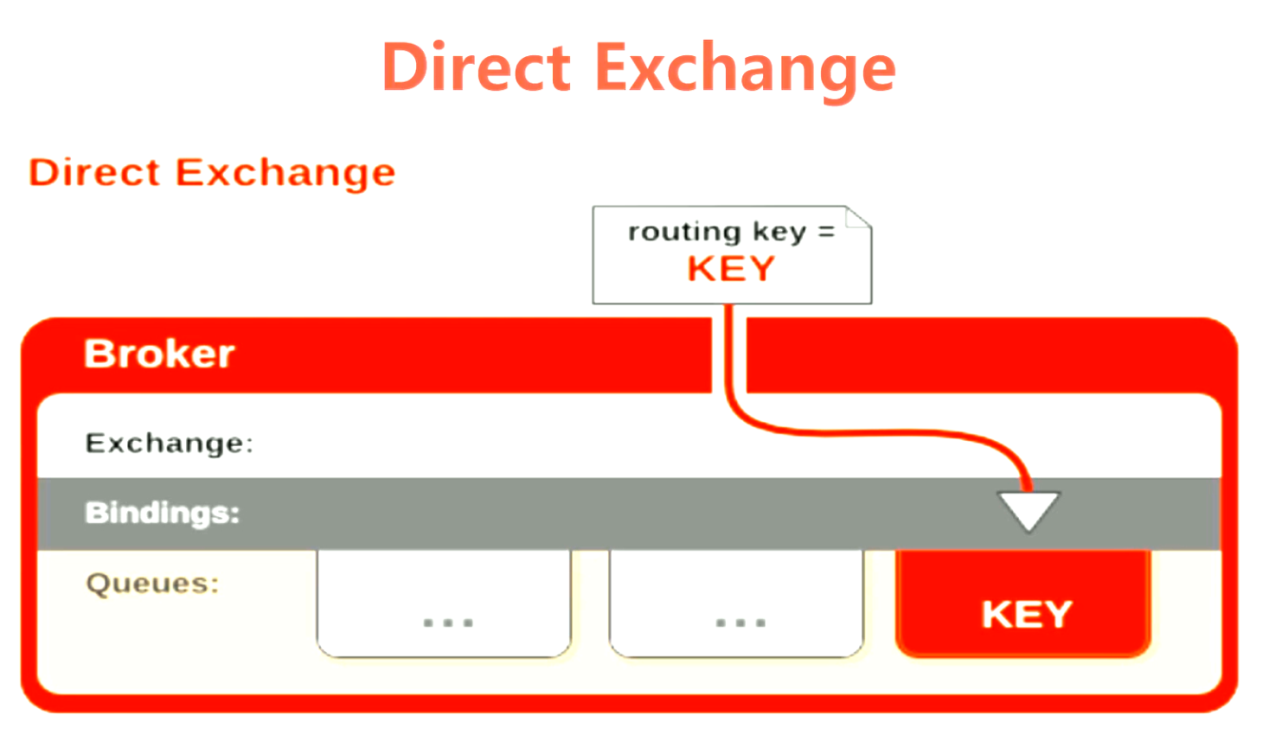 Direct Exchange
Direct Exchange
routing key =
KEY
Broker
Exchange:
Bindings:
Queues:
...
...
KEY